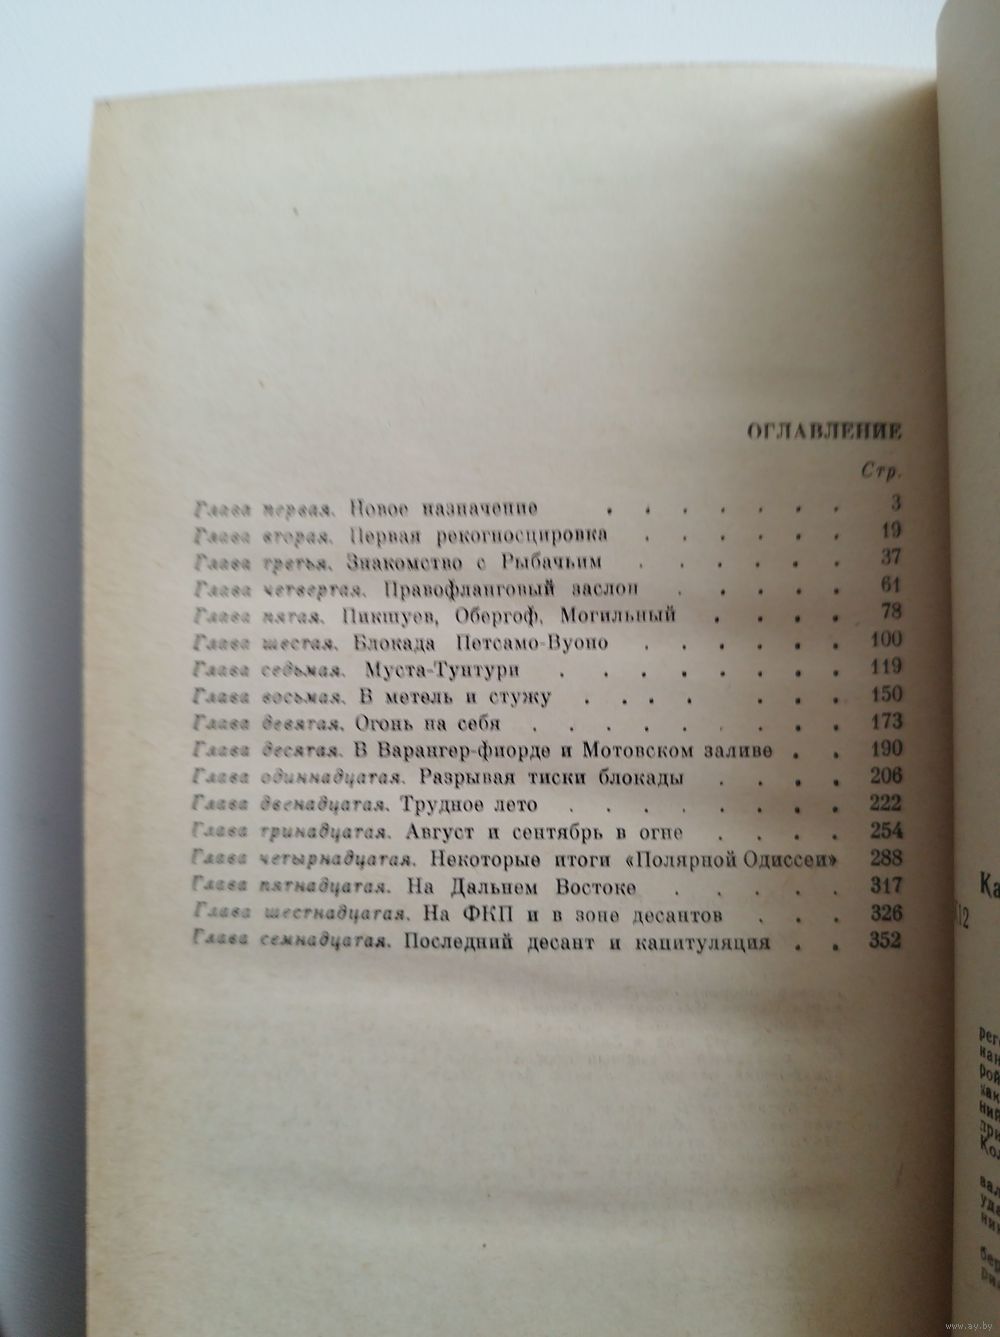 ОГЛАВЛЕНИЕ
Стр.
Глава первая. Новое назначение . . . . . . . 3
Глава вторая. Первая рекогносцировка . . . . . . 19
Глава третья. Знакомство с Рыбачьим . . . . . . 37
Глава четвертая. Правофланговый заслон . . . . . 61
Глава пятая. Пикшуев, Обергоф, Могильный . . . . 78
Глава шестая. Блокада Петсамо-Вуоно . . . . . . 100
Глава седьмая. Муста-Тунтури . . . . . . . . 119
Глава восьмая. В метель и стужу . . . . . . . 150
Глава девятая. Огонь на себя . . . . . . . . . 173
Глава десятая. В Варангер-фиорде и Мотовском заливе . . 190
Глава одиннадцатая. Разрывая тиски блокады . . . . 206
Глава двенадцатая. Трудное лето . . . . . . . . 222
Глава тринадцатая. Август и сентябрь в огне . . . . 254
Глава четырнадцатая. Некоторые итоги «Полярной Одиссеи» 288
Глава пятнадцатая. На Дальнем Востоке . . . . . 317
Глава шестнадцатая. На ФКП и в зоне десантов . . . 326
Глава семнадцатая. Последний десант и капитуляция . . 352
www.ay.by